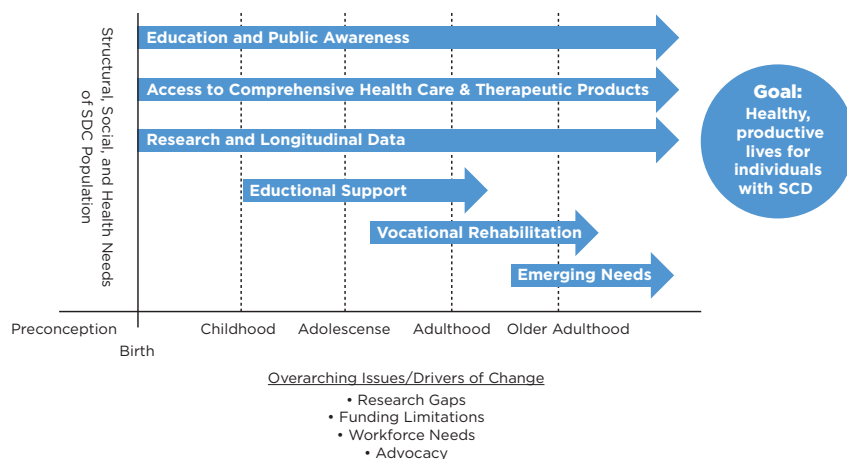 Structural, Social, and Health Needs
of SDC Population
Education and Public Awareness
Access to Comprehensive Health Care & Therapeutic Products
Research and Longitudinal Data
Eductional Support
Vocational Rehabilitation
Emerging Needs
Goal:
Healthy,
productive
lives for
individuals
with SCD
Preconception
Birth
Childhood
Adolescense
Adulthood
Older Adulthood
Overarching Issues/Drivers of Change
• Research Gaps
• Funding Limitations
• Workforce Needs
• Advocacy